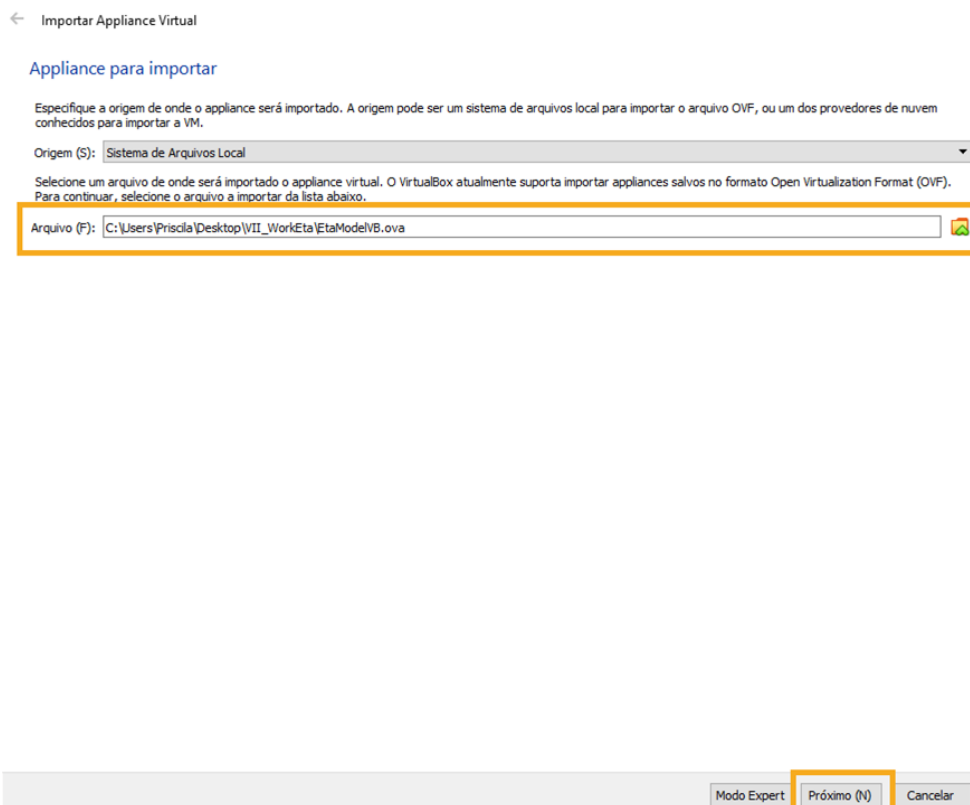 Importar Appliance Virtual
Appliance para importar
Especifique a origem de onde o appliance será importado. A origem pode ser um sistema de arquivos local para importar o arquivo OVF, ou um dos provedores de nuvem
conhecidos para importar a VM.
Origem (S): Sistema de Arquivos Local
Selecione um arquivo de onde será importado o appliance virtual. O VirtualBox atualmente suporta importar appliances salvos no formato Open Virtualization Format (OVF).
Para continuar, selecione o arquivo a importar da lista abaixo.
Arquivo (F): C:\Users\Priscila\Desktop\VII_WorkEta\EtaModelVB.ova
Modo Expert Próximo (N) Cancelar